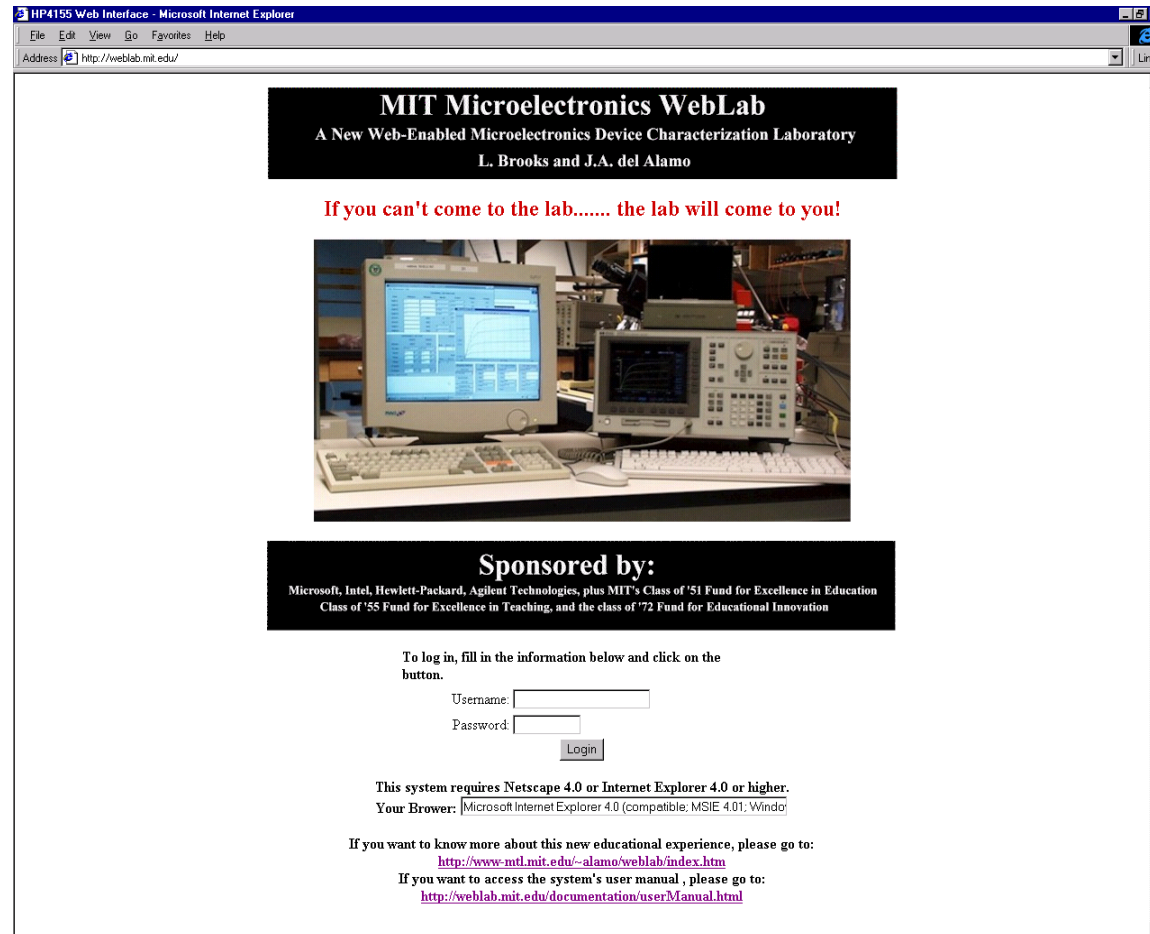 HP4155 Web Interface - Microsoft Internet Explorer
File Edit View Go Favorites Help
Address http://weblab.mit.edu/
MIT Microelectronics WebLab
A New Web-Enabled Microelectronics Device Characterization Laboratory
L. Brooks and J.A. del Alamo
If you can't come to the lab....... the lab will come to you!
Sponsored by:
Microsoft, Intel, Hewlett-Packard, Agilent Technologies, plus MIT's Class of '51 Fund for Excellence in Education
Class of '55 Fund for Excellence in Teaching, and the class of '72 Fund for Educational Innovation
To log in, fill in the information below and click on the
button.
Username:
Password:
Login
This system requires Netscape 4.0 or Internet Explorer 4.0 or higher.
Your Brower: Microsoft Internet Explorer 4.0 (compatible; MSIE 4.01; Windo
If you want to know more about this new educational experience, please go to:
http://www-mtl.mit.edu/~alamo/weblab/index.htm
If you want to access the system's user manual , please go to:
http://weblab.mit.edu/documentation/userManual.html